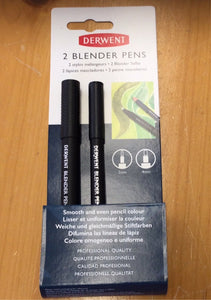 DERWENT
2 BLENDER PENS
2 stylos mélangeurs • 2 Blender Stifte
2 lápices mezcladores • 2 penne
DERWENT BLENDER PEN
DERWENT BLENDER PEN
Smooth and even pencil colour
Lisser et uniformiser la couleur
Weiche und gleichmäßige Stiftfarben
Difumina las líneas de lápiz
Colore omogeneo e uniforme
PROFESSIONAL QUALITY
QUALITÉ PROFESSIONNELLE
CALIDAD PROFESIONAL
PROFESSIONELL QUALITÄT